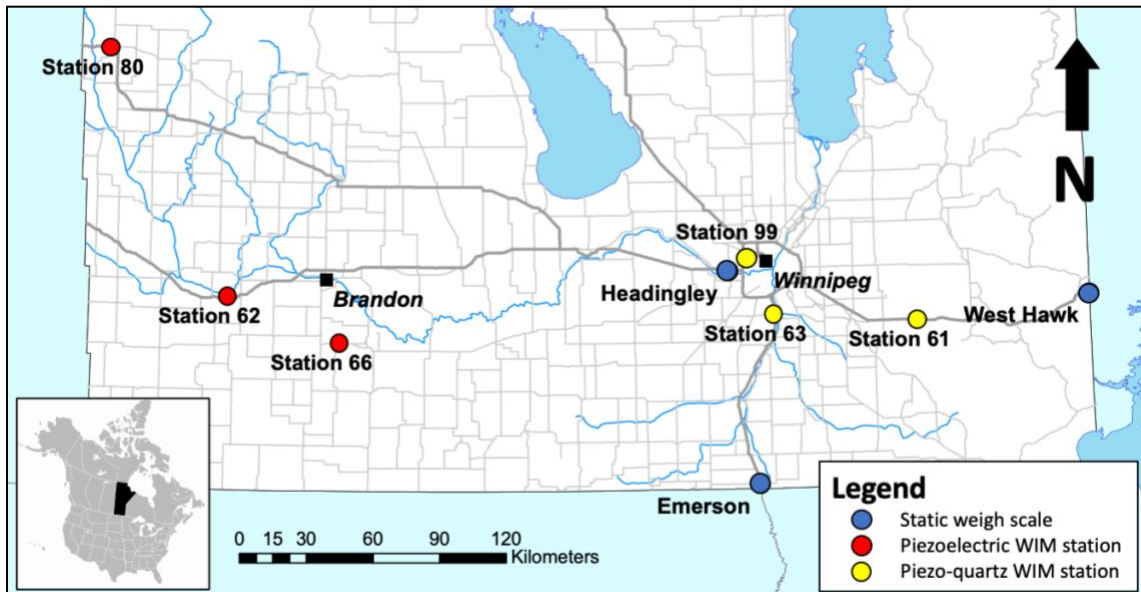 Station 80
Station 99
Headingley
Winnipeg
Station 62
Brandon
West Hawk
Station 63
Station 61
Station 66
N
Emerson
0 15 30 60 90 120
Kilometers
Legend
Static weigh scale
Piezoelectric WIM station
Piezo-quartz WIM station